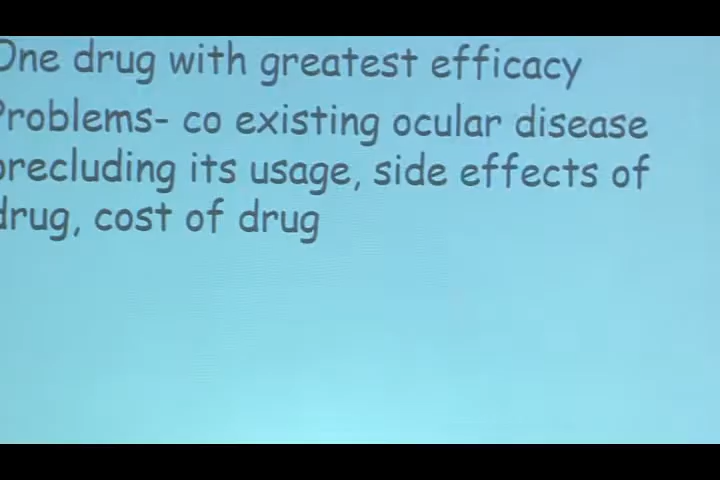 One drug with greatest efficacy
Problems- co existing ocular disease
precluding its usage, side effects of
drug, cost of drug